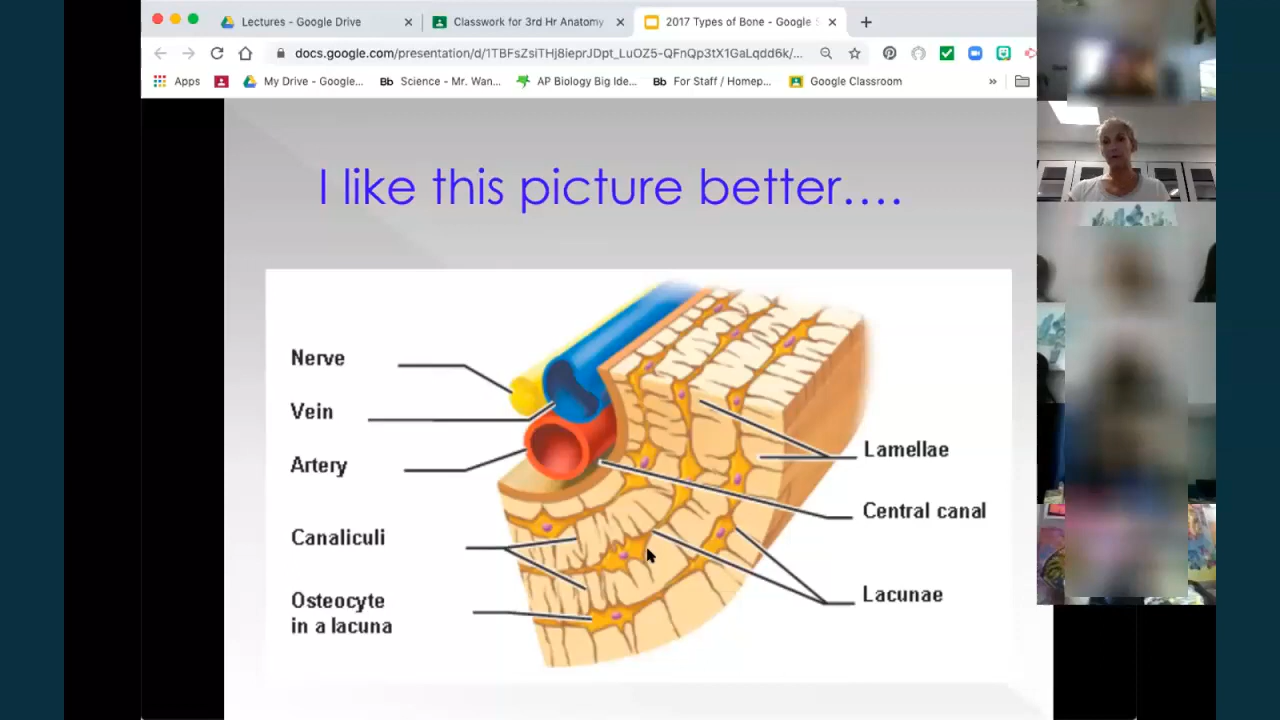 Lectures - Google Drive
Classwork for 3rd Hr Anatomy
2017 Types of Bone - Google S
docs.google.com/presentation/d/1TBFsZsiTHj8ieprJDpt_LuOZ5-QFnQp3tX1GaLqdd6k/...
Apps
My Drive - Google...
Bb Science - Mr. Wan...
AP Biology Big Ide...
Bb For Staff / Homep...
Google Classroom
»
I like this picture better....
Nerve
Vein
Artery
Canaliculi
Osteocyte
in a lacuna
Lamellae
Central canal
Lacunae